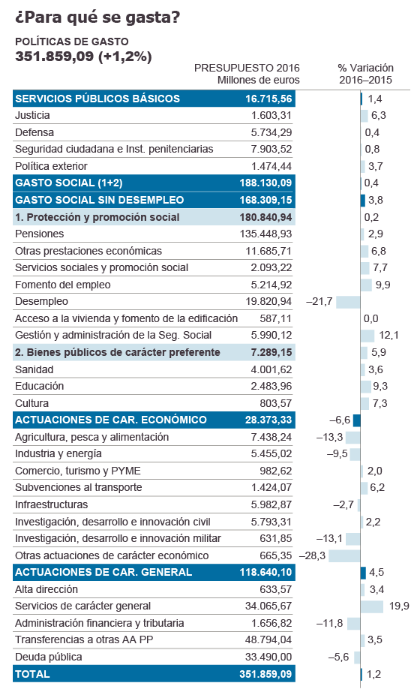 ¿Para qué se gasta?
POLÍTICAS DE GASTO
351.859,09 (+1,2%)
PRESUPUESTO 2016 % Variación
Millones de euros 2016–2015
SERVICIOS PÚBLICOS BÁSICOS 16.715,56 1,4
Justicia 1.603,31 6,3
Defensa 5.734,29 0,4
Seguridad ciudadana e Inst. penitenciarias 7.903,52 0,8
Política exterior 1.474,44 3,7
GASTO SOCIAL (1+2) 188.130,09 0,4
GASTO SOCIAL SIN DESEMPLEO 168.309,15 3,8
1. Protección y promoción social 180.840,94 0,2
Pensiones 135.448,93 2,9
Otras prestaciones económicas 11.685,71 6,8
Servicios sociales y promoción social 2.093,22 7,7
Fomento del empleo 5.214,92 9,9
Desempleo 19.820,94 –21,7
Acceso a la vivienda y fomento de la edificación 587,11 0,0
Gestión y administración de la Seg. Social 5.990,12 12,1
2. Bienes públicos de carácter preferente 7.289,15 5,9
Sanidad 4.001,62 3,6
Educación 2.483,96 9,3
Cultura 803,57 7,3
ACTUACIONES DE CAR. ECONÓMICO 28.373,33 –6,6
Agricultura, pesca y alimentación 7.438,24 –13,3
Industria y energía 5.455,02 –9,5
Comercio, turismo y PYME 982,62 2,0
Subvenciones al transporte 1.424,07 6,2
Infraestructuras 5.982,87 –2,7
Investigación, desarrollo e innovación civil 5.793,31 2,2
Investigación, desarrollo e innovación militar 631,85 –13,1
Otras actuaciones de carácter económico 665,35 –28,3
ACTUACIONES DE CAR. GENERAL 118.640,10 4,5
Alta dirección 633,57 3,4
Servicios de carácter general 34.065,67 19,9
Administración financiera y tributaria 1.656,82 –11,8
Transferencias a otras AA PP 48.794,04 3,5
Deuda pública 33.490,00 –5,6
TOTAL 351.859,09 1,2